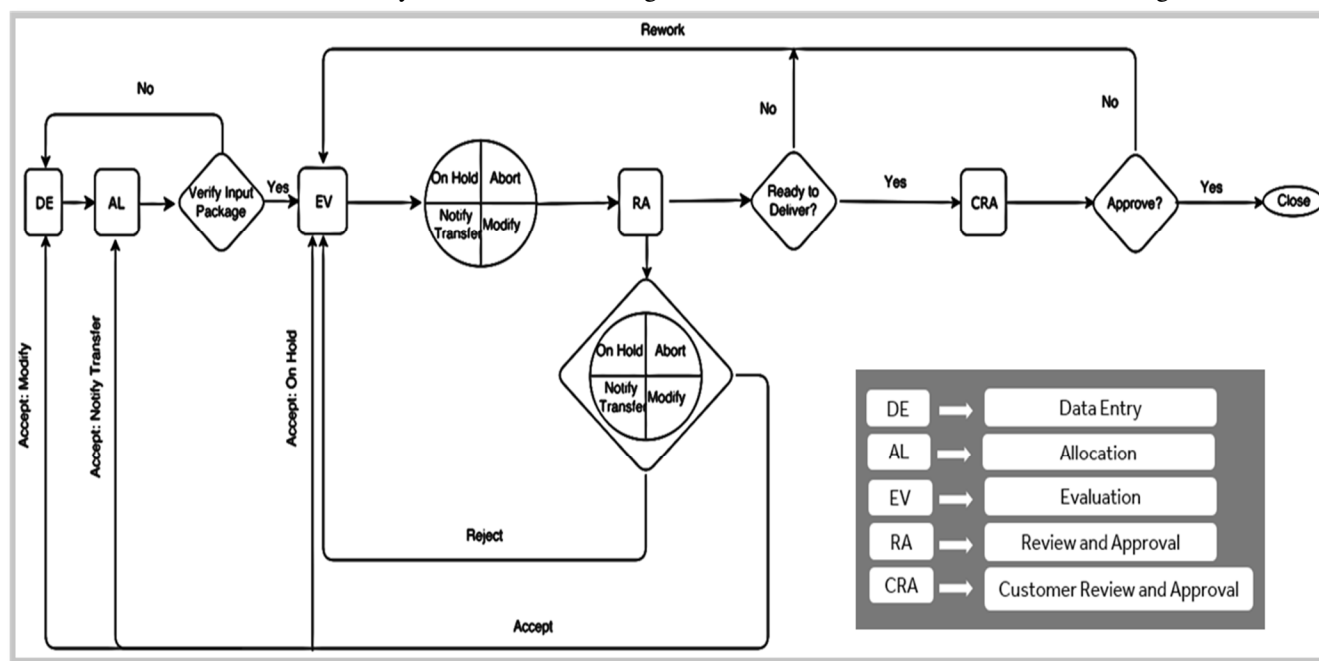 Rework
No
No
No
DE
AL
Verify Input
Package
Yes
EV
On Hold
Abort
Notify
Transfer
Modify
RA
Ready to
Deliver?
Yes
CRA
Approve?
Yes
Close
Accept: Modify
Accept: Notify Transfer
Accept: On Hold
On Hold
Abort
Notify
Transfer
Modify
Reject
Accept
DE
Data Entry
AL
Allocation
EV
Evaluation
RA
Review and Approval
CRA
Customer Review and Approval